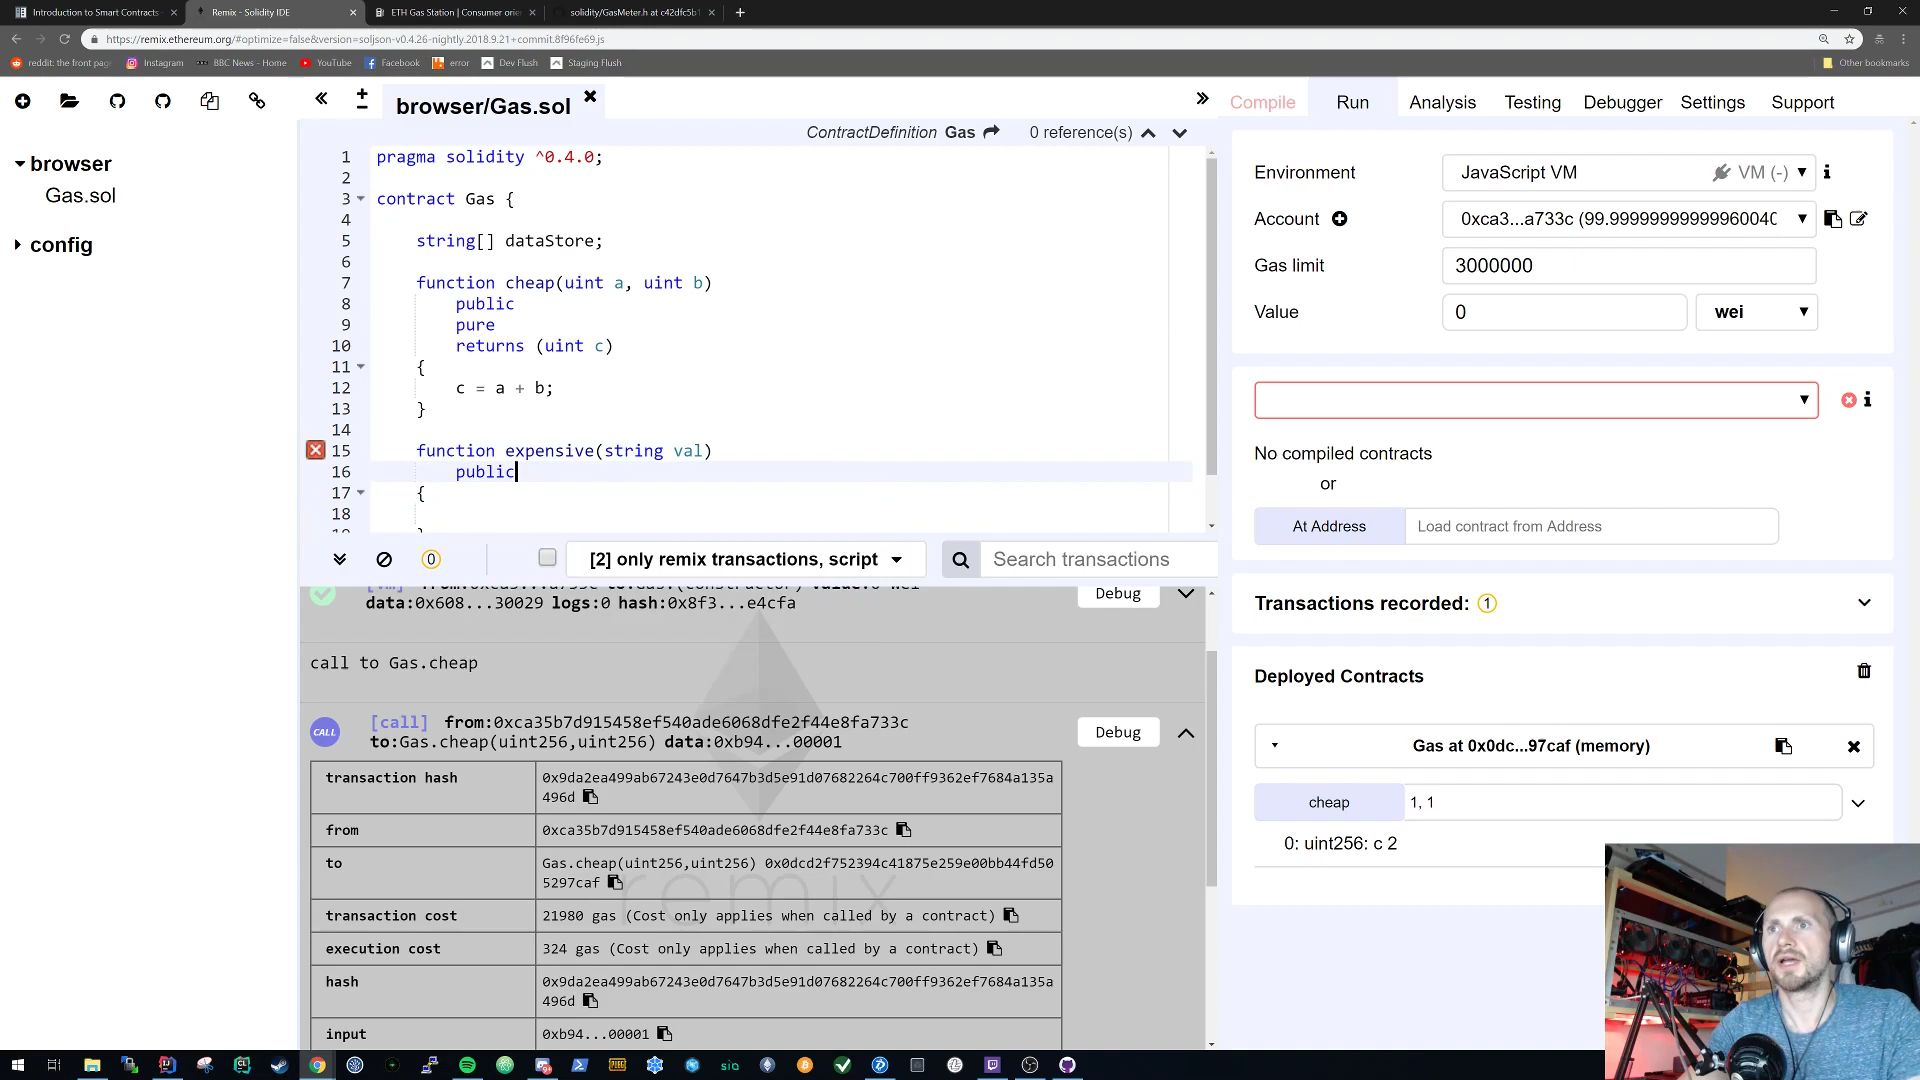 Introduction to Smart Contracts -
Remix - Solidity IDE
ETH Gas Station | Consumer orie
solidity/GasMeter.h at c42dfc5b1
https://remix.ethereum.org/#optimize=false&version=soljson-v0.4.26-nightly.2018.9.21+commit.8f96fe69.js
reddit: the front pag
Instagram
BBC News - Home
YouTube
Facebook
error
Dev Flush
Staging Flush
Other bookmarks
browser/Gas.sol
Compile
Run
Analysis
Testing
Debugger
Settings
Support
ContractDefinition Gas
0 reference(s)
browser
Gas.sol
config
1 pragma solidity ^0.4.0;
2
3 contract Gas {
4
5 string[] dataStore;
6
7 function cheap(uint a, uint b)
8 public
9 pure
10 returns (uint c)
11 {
12 c = a + b;
13 }
14
15 function expensive(string val)
16 public
17 {
18
Environment
JavaScript VM
VM (-)
Account
0xca3...a733c (99.9999999999996004
Gas limit
3000000
Value
0
wei
No compiled contracts
or
At Address
Load contract from Address
0
[2] only remix transactions, script
Search transactions
data:0x608...30029 logs:0 hash:0x8f3...e4cfa
Debug
call to Gas.cheap
CALL
[call] from:0xca35b7d915458ef540ade6068dfe2f44e8fa733c
to:Gas.cheap(uint256,uint256) data:0xb94...00001
Debug
transaction hash
0x9da2ea499ab67243e0d7647b3d5e91d07682264c700ff9362ef7684a135a
496d
from
0xca35b7d915458ef540ade6068dfe2f44e8fa733c
to
Gas.cheap(uint256,uint256) 0x0dcd2f752394c41875e259e00bb44fd50
5297caf
transaction cost
21980 gas (Cost only applies when called by a contract)
execution cost
324 gas (Cost only applies when called by a contract)
hash
0x9da2ea499ab67243e0d7647b3d5e91d07682264c700ff9362ef7684a135a
496d
input
0xb94...00001
remix
Transactions recorded: 1
Deployed Contracts
Gas at 0x0dc...97caf (memory)
cheap
1, 1
0: uint256: c 2
sia